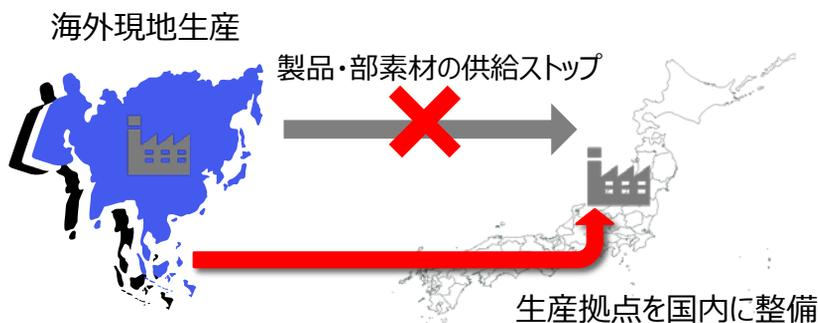 海外現地生産
製品・部素材の供給ストップ
生産拠点を国内に整備